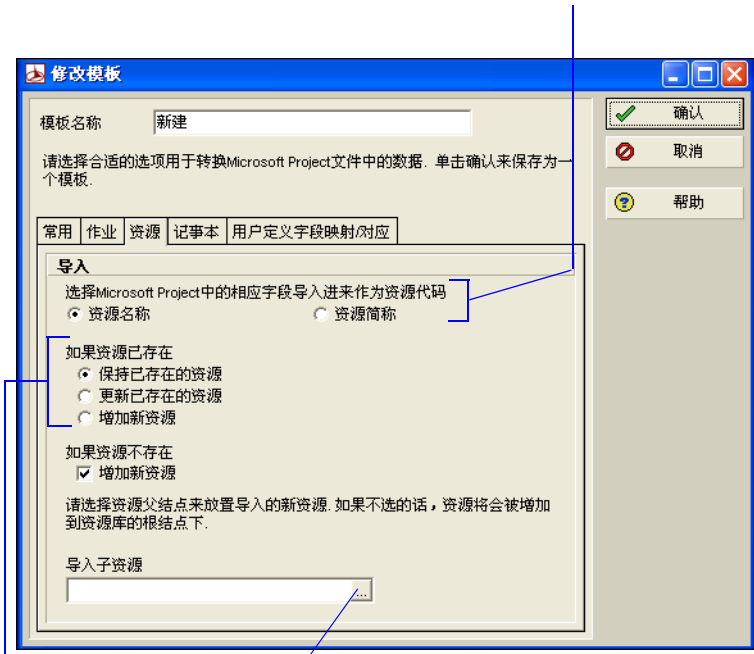 修改模板
模板名称
新建
确认
取消
帮助
请选择合适的选项用于转换Microsoft Project文件中的数据. 单击确认来保存为一
个模板.
常用 作业 资源 记事本 用户定义字段映射/对应
导入
选择Microsoft Project中的相应字段导入进来作为资源代码
资源名称 资源简称
如果资源已存在
保持已存在的资源
更新已存在的资源
增加新资源
如果资源不存在
增加新资源
请选择资源父结点来放置导入的新资源. 如果不选的话，资源将会被增加
到资源库的根结点下.
导入子资源
...